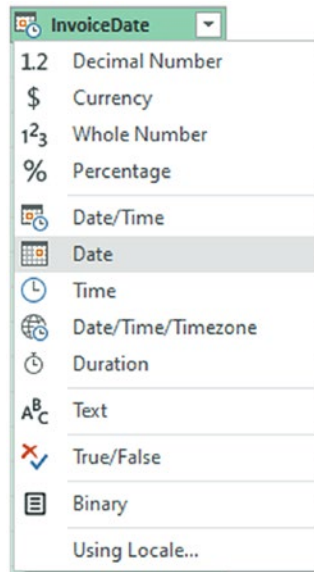 InvoiceDate
1.2 Decimal Number
$ Currency
1²3 Whole Number
% Percentage
Date/Time
Date
Time
Date/Time/Timezone
Duration
ABC Text
True/False
Binary
Using Locale...